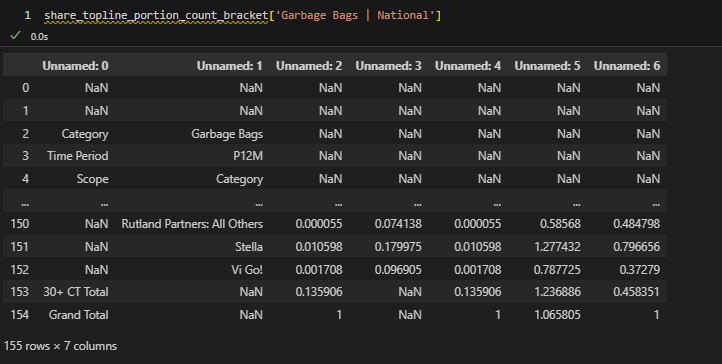 1 share_topline_portion_count_bracket['Garbage Bags | National']
0.0s
Unnamed: 0 Unnamed: 1 Unnamed: 2 Unnamed: 3 Unnamed: 4 Unnamed: 5 Unnamed: 6
0 NaN NaN NaN NaN NaN NaN NaN
1 NaN NaN NaN NaN NaN NaN NaN
2 Category Garbage Bags NaN NaN NaN NaN NaN
3 Time Period P12M NaN NaN NaN NaN NaN
4 Scope Category NaN NaN NaN NaN NaN
... ... ... ... ... ... ... ...
150 NaN Rutland Partners: All Others 0.000055 0.074138 0.000055 0.58568 0.484798
151 NaN Stella 0.010598 0.179975 0.010598 1.277432 0.796656
152 NaN Vi Go! 0.001708 0.096905 0.001708 0.787725 0.37279
153 30+ CT Total NaN 0.135906 NaN 0.135906 1.236886 0.458351
154 Grand Total NaN 1 NaN 1 1.065805 1
155 rows × 7 columns